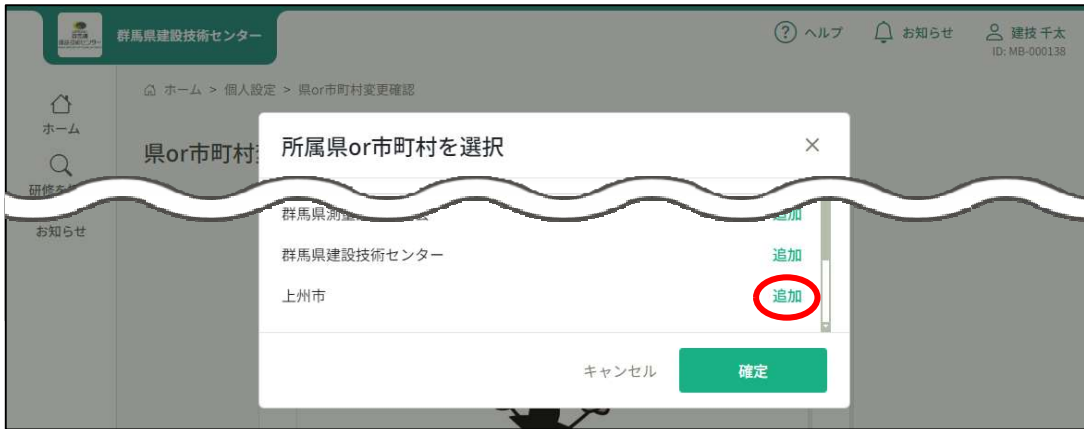 群馬県建設技術センター
ヘルプ
お知らせ
建技 千太
ID: MB-000138
ホーム > 個人設定 > 県or市町村変更確認
ホーム
県or市町村
所属県or市町村を選択
研修を
お知らせ
群馬県測量
追加
群馬県建設技術センター
追加
上州市
追加
キャンセル
確定